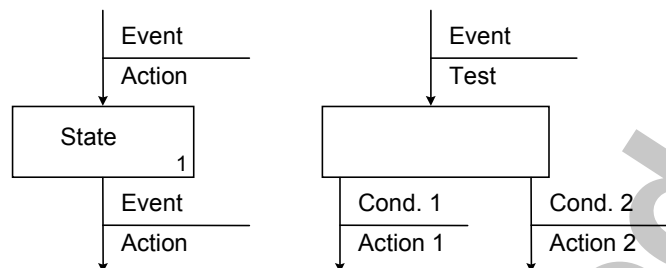 Event
Action
State
1
Event
Action
Event
Test
Cond. 1
Action 1
Cond. 2
Action 2